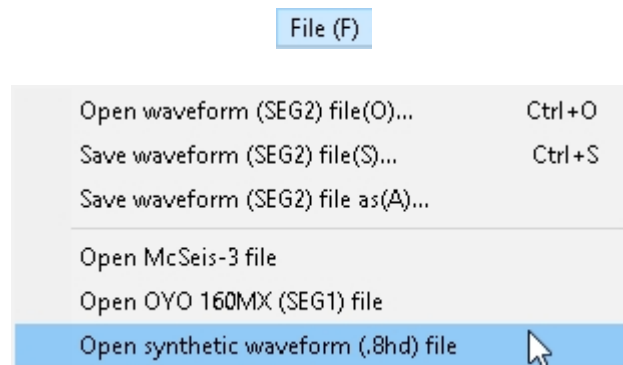 File (F)
Open waveform (SEG2) file(O)... Ctrl+O
Save waveform (SEG2) file(S)... Ctrl+S
Save waveform (SEG2) file as(A)...
Open McSeis-3 file
Open OYO 160MX (SEG1) file
Open synthetic waveform (.8hd) file